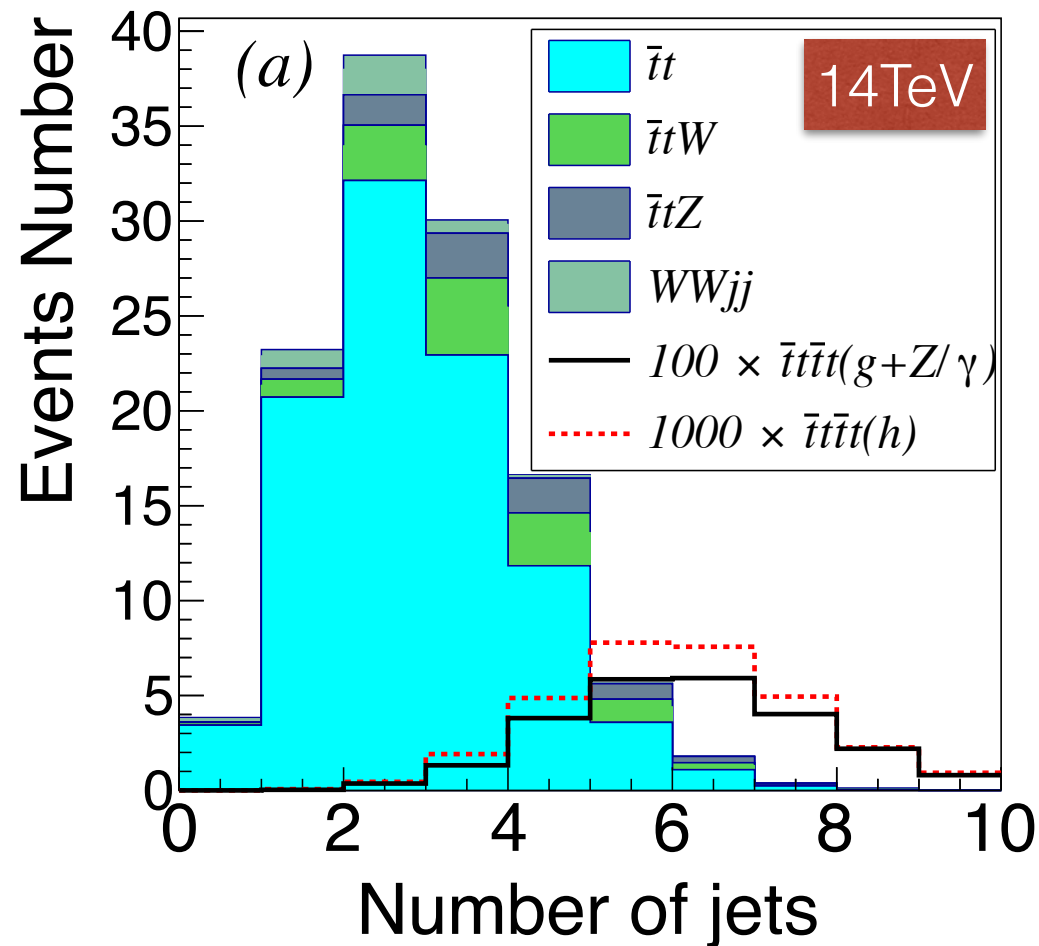 (a)
14TeV
t̄t
t̄tW
t̄tZ
WWjj
100 × t̄tt̄t(g+Z/γ)
1000 × t̄tt̄t(h)
Events Number
40
35
30
25
20
15
10
5
0
0 2 4 6 8 10
Number of jets